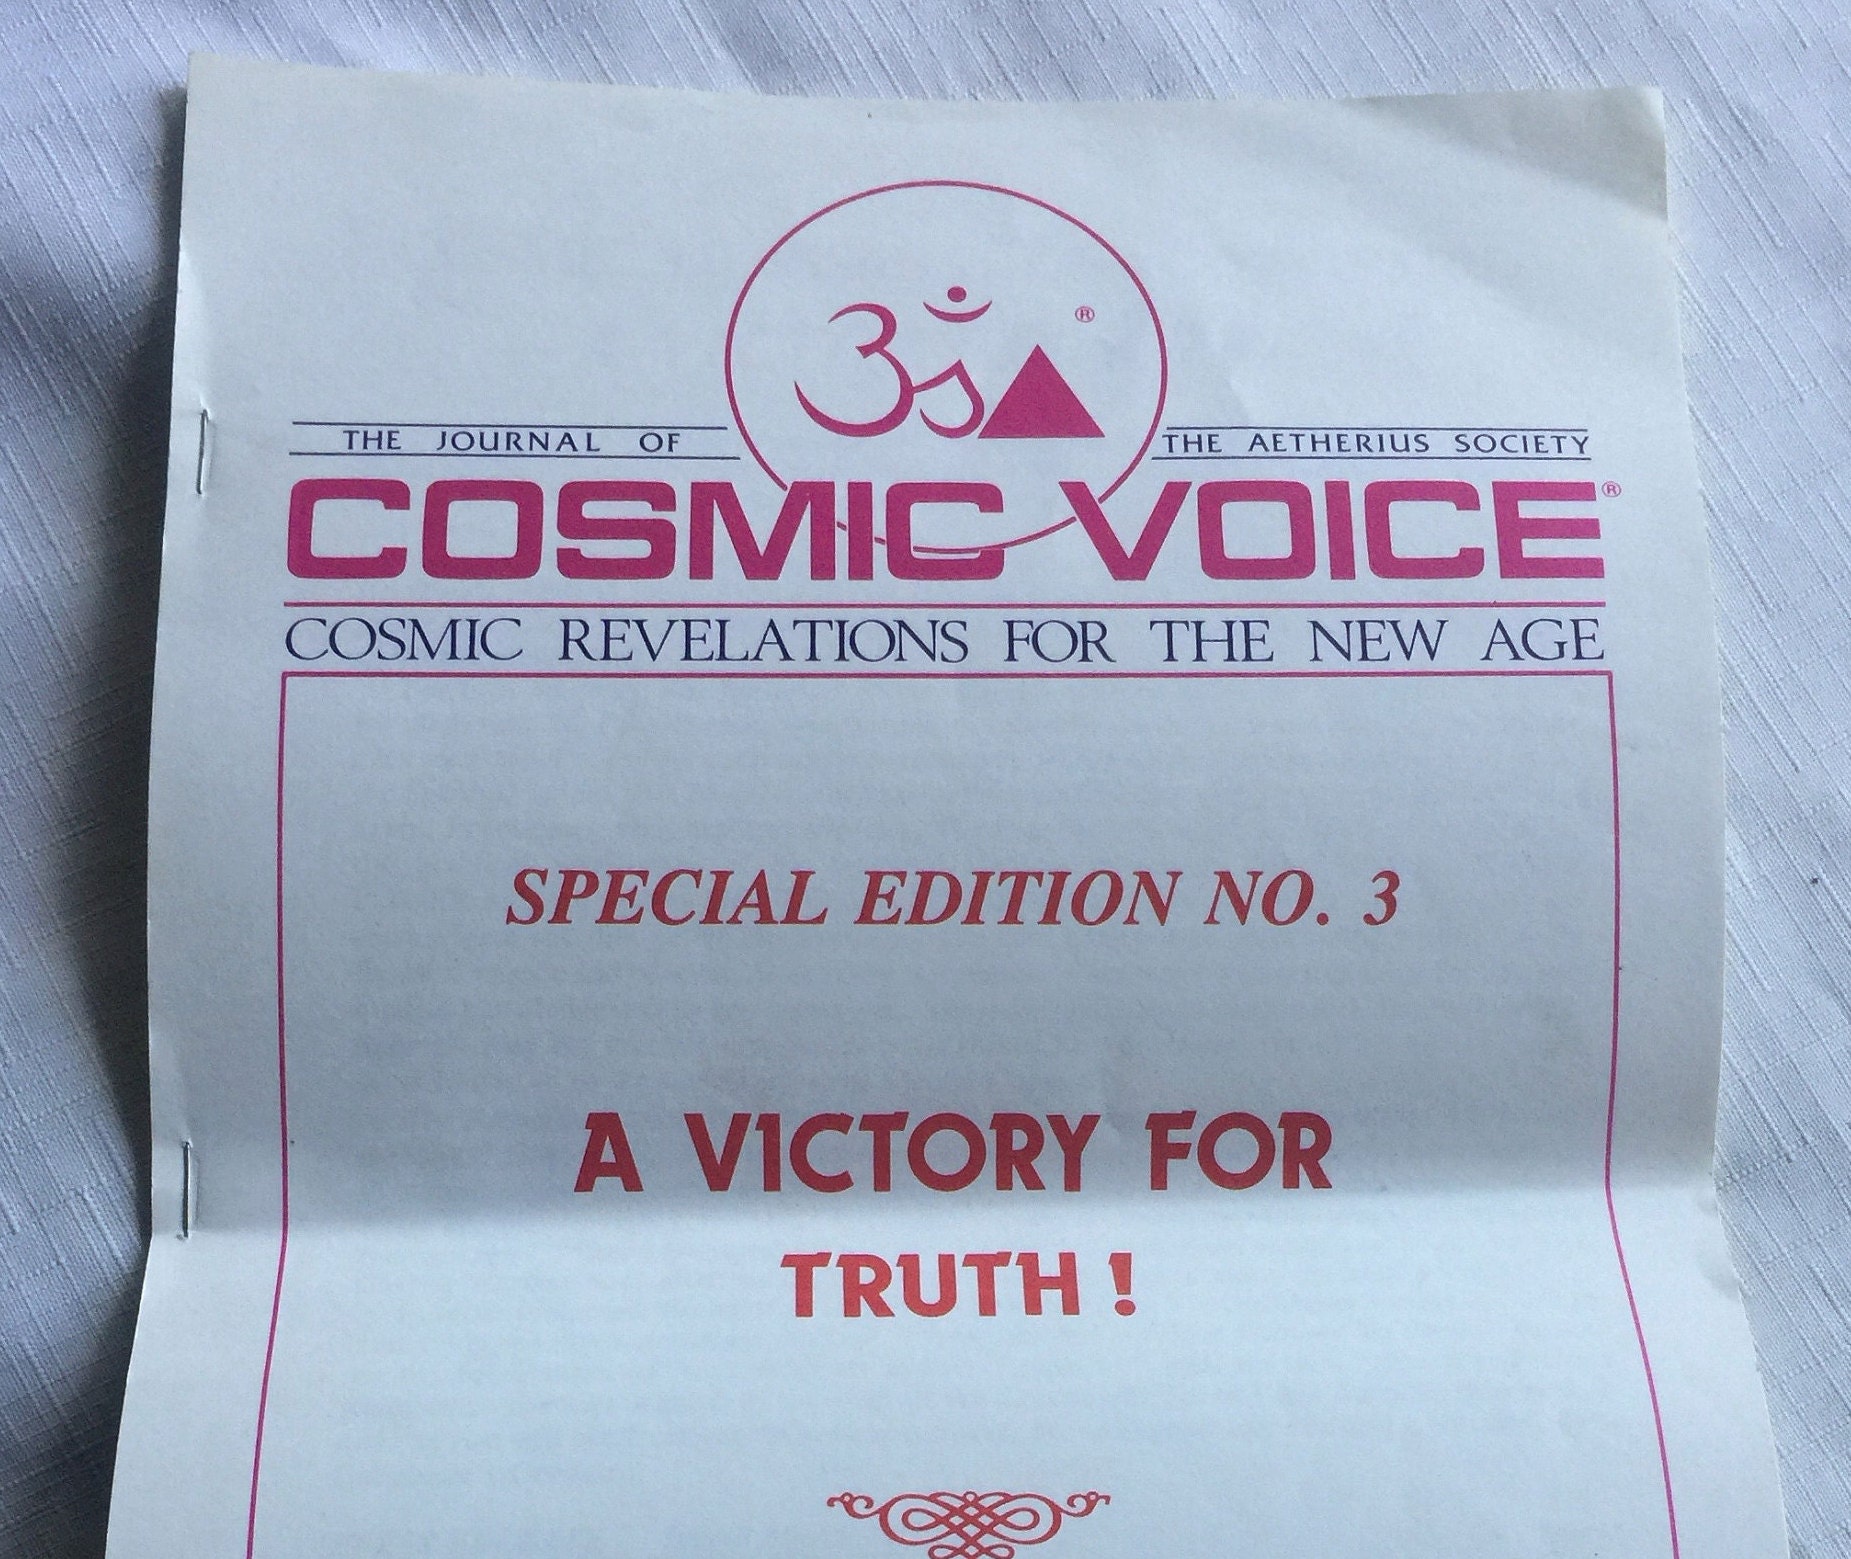 ॐ ®
THE JOURNAL OF THE AETHERIUS SOCIETY
COSMIC VOICE®
COSMIC REVELATIONS FOR THE NEW AGE
SPECIAL EDITION NO. 3
A VICTORY FOR
TRUTH !